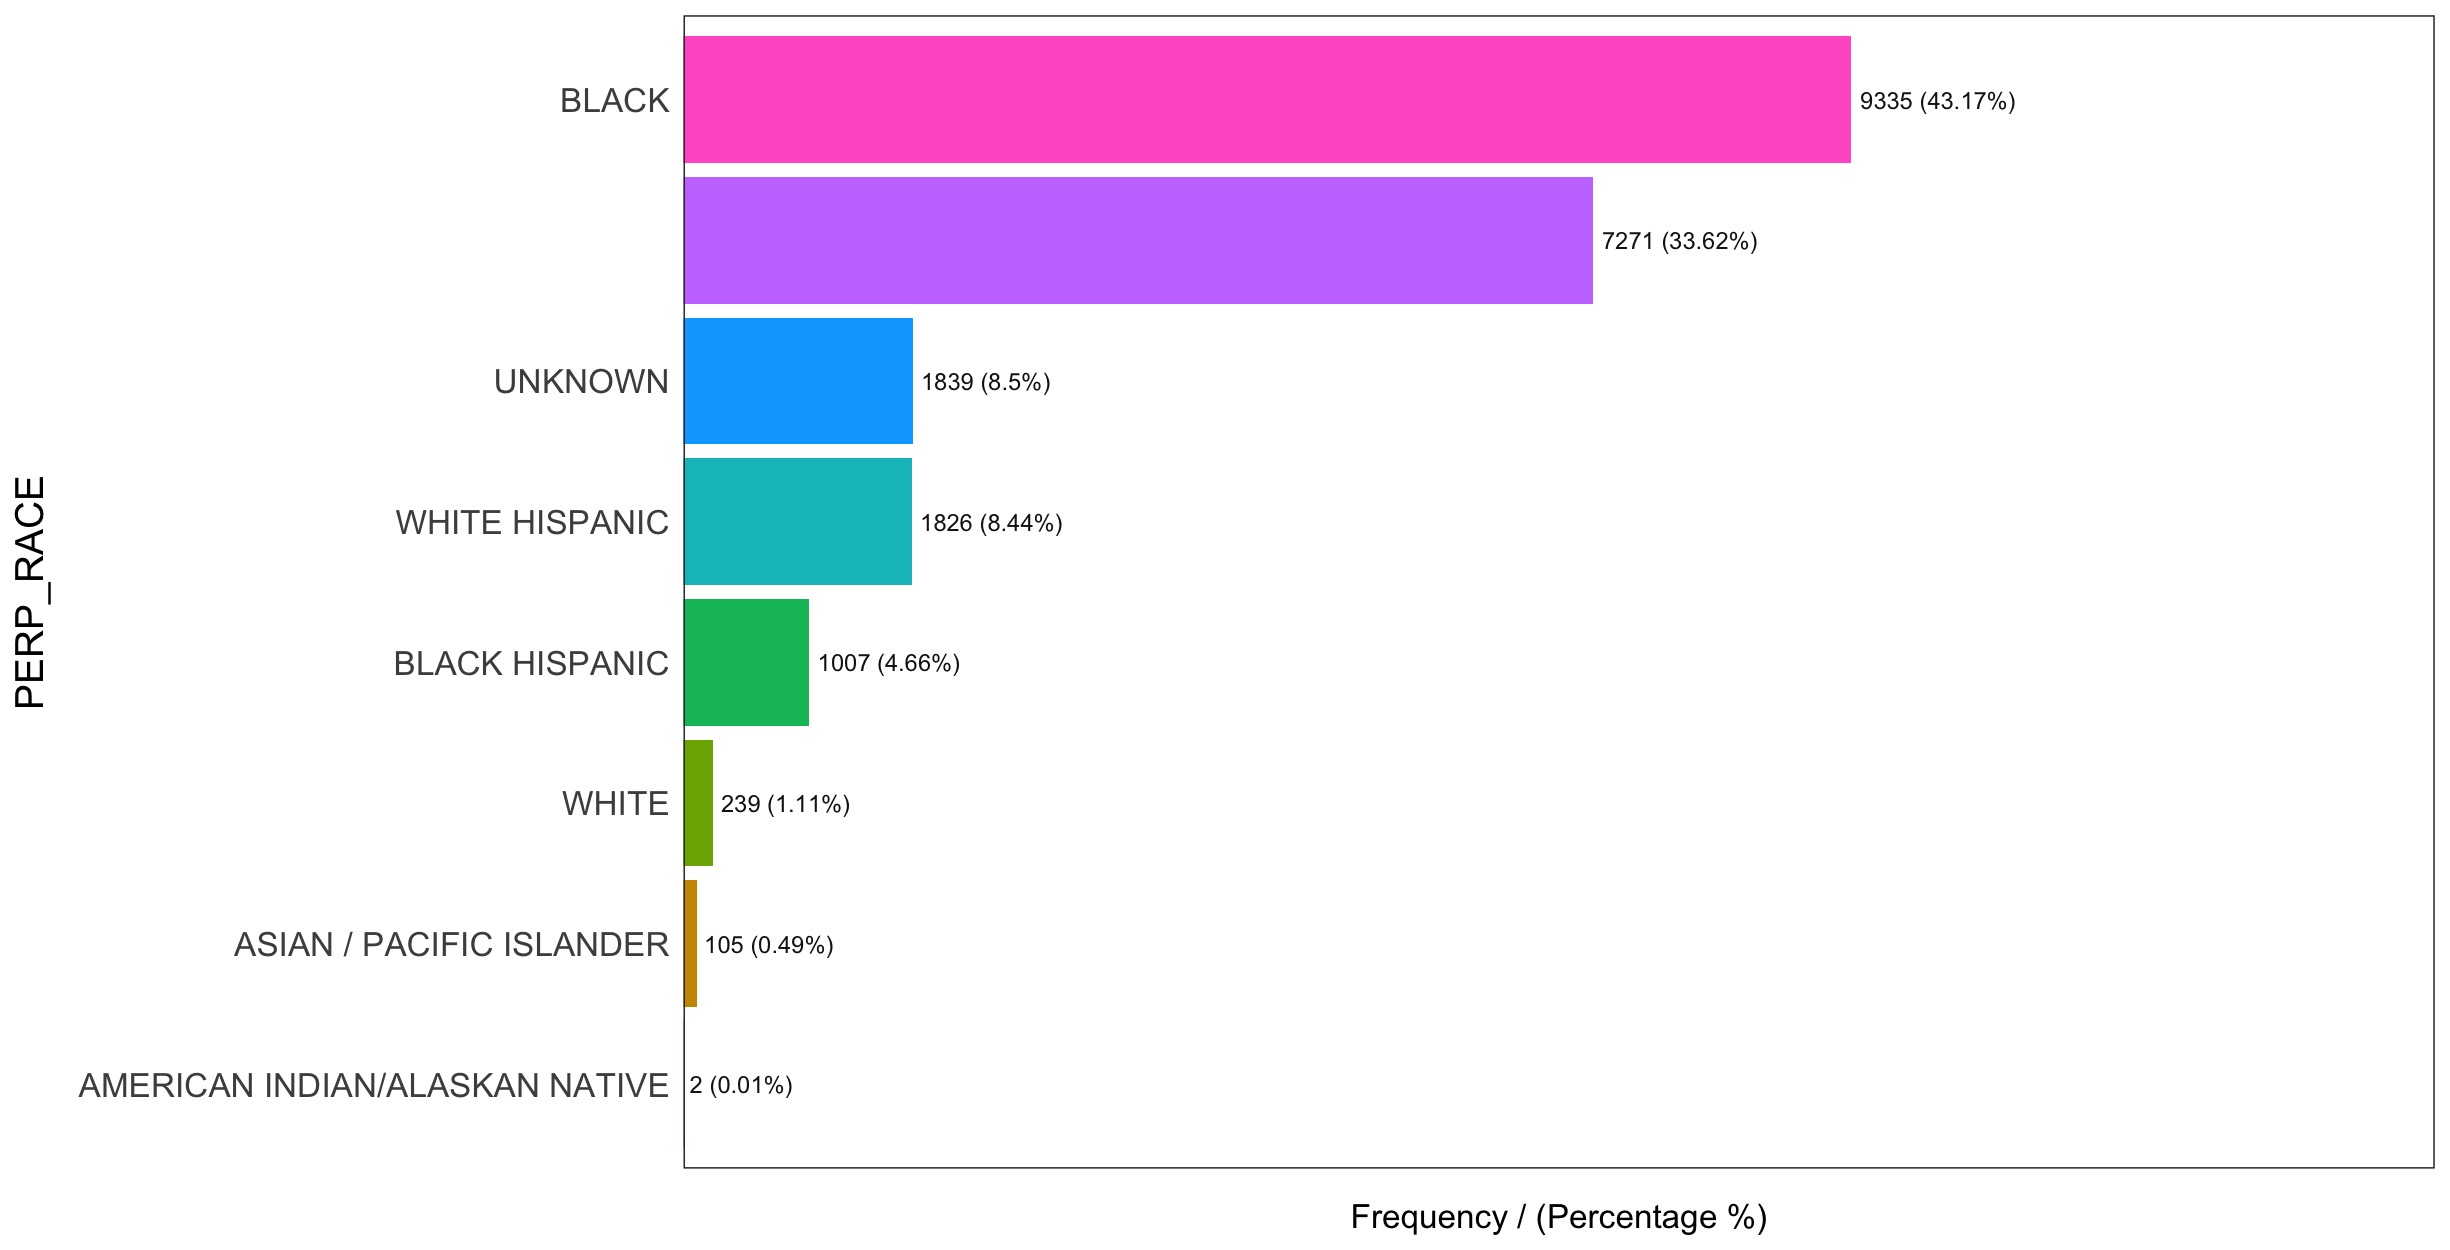 BLACK 9335 (43.17%)
7271 (33.62%)
UNKNOWN 1839 (8.5%)
WHITE HISPANIC 1826 (8.44%)
BLACK HISPANIC 1007 (4.66%)
WHITE 239 (1.11%)
ASIAN / PACIFIC ISLANDER 105 (0.49%)
AMERICAN INDIAN/ALASKAN NATIVE 2 (0.01%)
PERP_RACE
Frequency / (Percentage %)